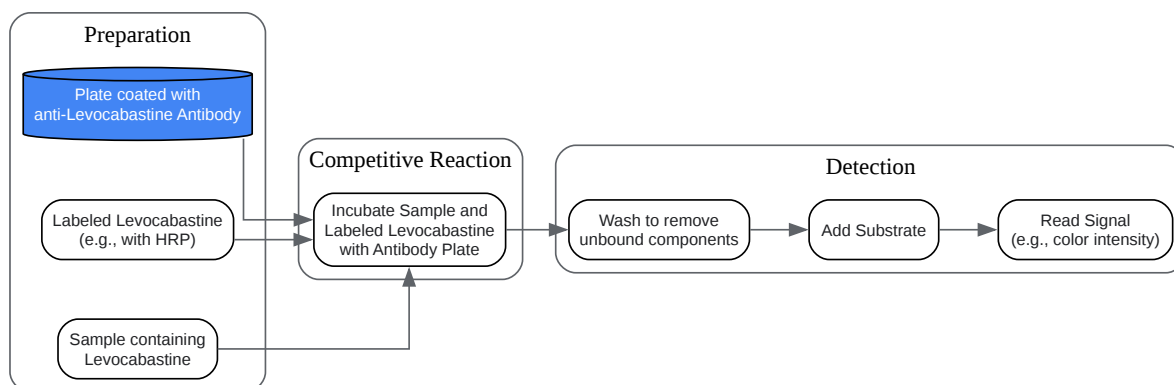 Preparation
Plate coated with
anti-Levocabastine Antibody
Labeled Levocabastine
(e.g., with HRP)
Sample containing
Levocabastine
Competitive Reaction
Incubate Sample and
Labeled Levocabastine
with Antibody Plate
Detection
Wash to remove
unbound components
Add Substrate
Read Signal
(e.g., color intensity)